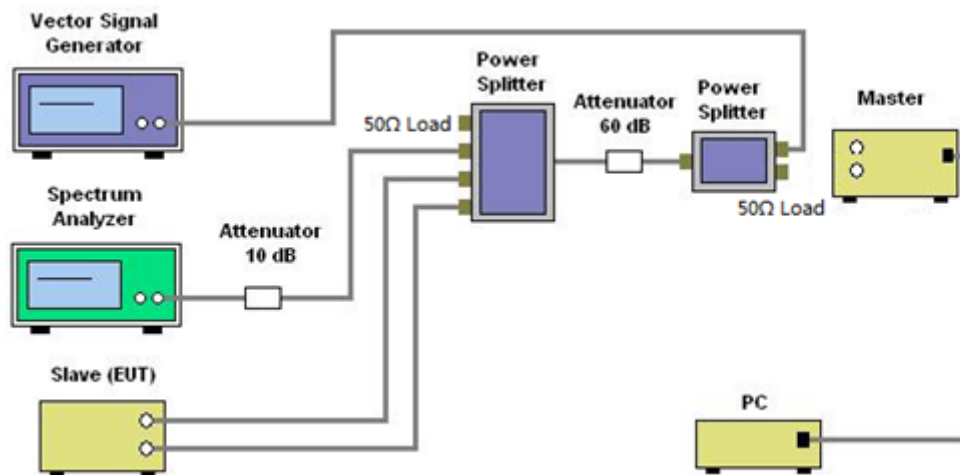 Vector Signal
Generator
Power
Splitter
Attenuator
60 dB
Power
Splitter
Master
50Ω Load
50Ω Load
Spectrum
Analyzer
Attenuator
10 dB
Slave (EUT)
PC